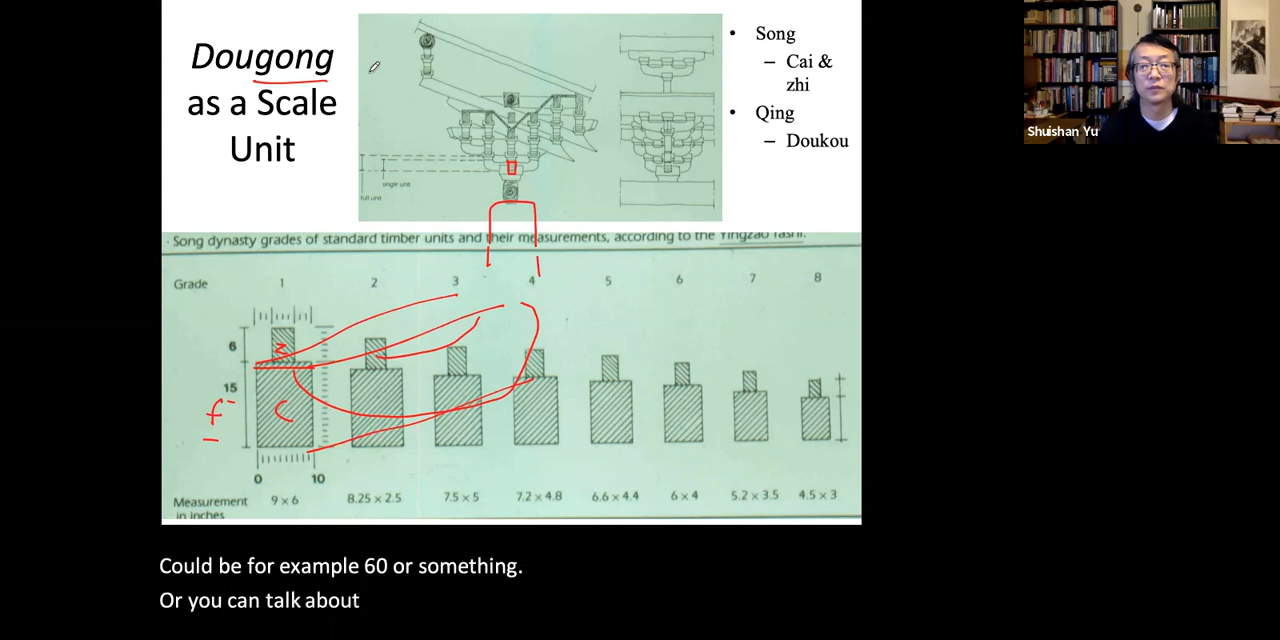 Dougong
as a Scale
Unit
• Song
– Cai &
zhi
• Qing
– Doukou
Shuishan Yu
single unit
full unit
· Song dynasty grades of standard timber units and their measurements, according to the Yingzao fashi.
Grade 1 2 3 4 5 6 7 8
6
Z
15
C
f
0 10
Measurement 9 x 6 8.25 x 2.5 7.5 x 5 7.2 x 4.8 6.6 x 4.4 6 x 4 5.2 x 3.5 4.5 x 3
in inches
Could be for example 60 or something.
Or you can talk about